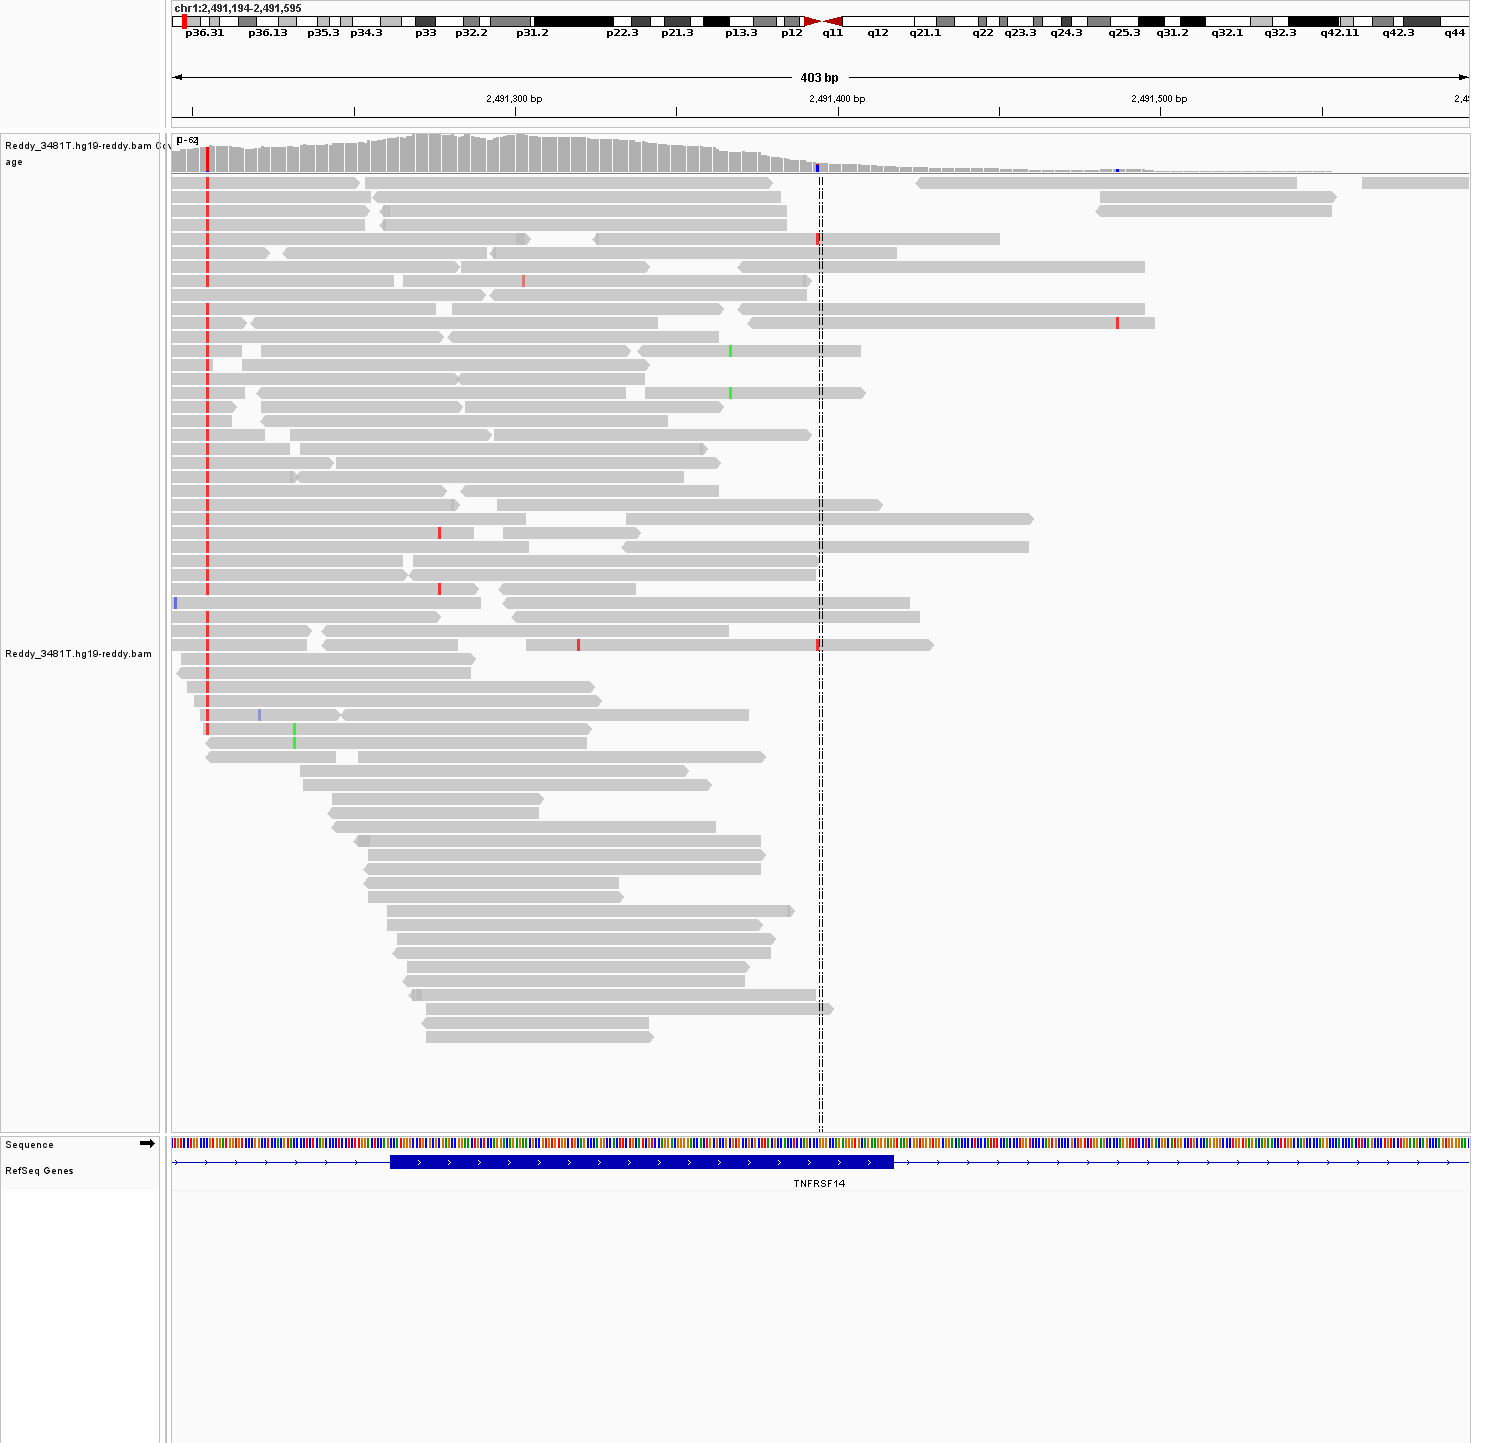 chr1:2,491,194-2,491,595
p36.31 p36.13 p35.3 p34.3 p33 p32.2 p31.2 p22.3 p21.3 p13.3 p12 q11 q12 q21.1 q22 q23.3 q24.3 q25.3 q31.2 q32.1 q32.3 q42.11 q42.3 q44
403 bp
2,491,300 bp 2,491,400 bp 2,491,500 bp
[0-62]
Reddy_3481T.hg19-reddy.bam Cov
age
Reddy_3481T.hg19-reddy.bam
Sequence
RefSeq Genes
TNFRSF14